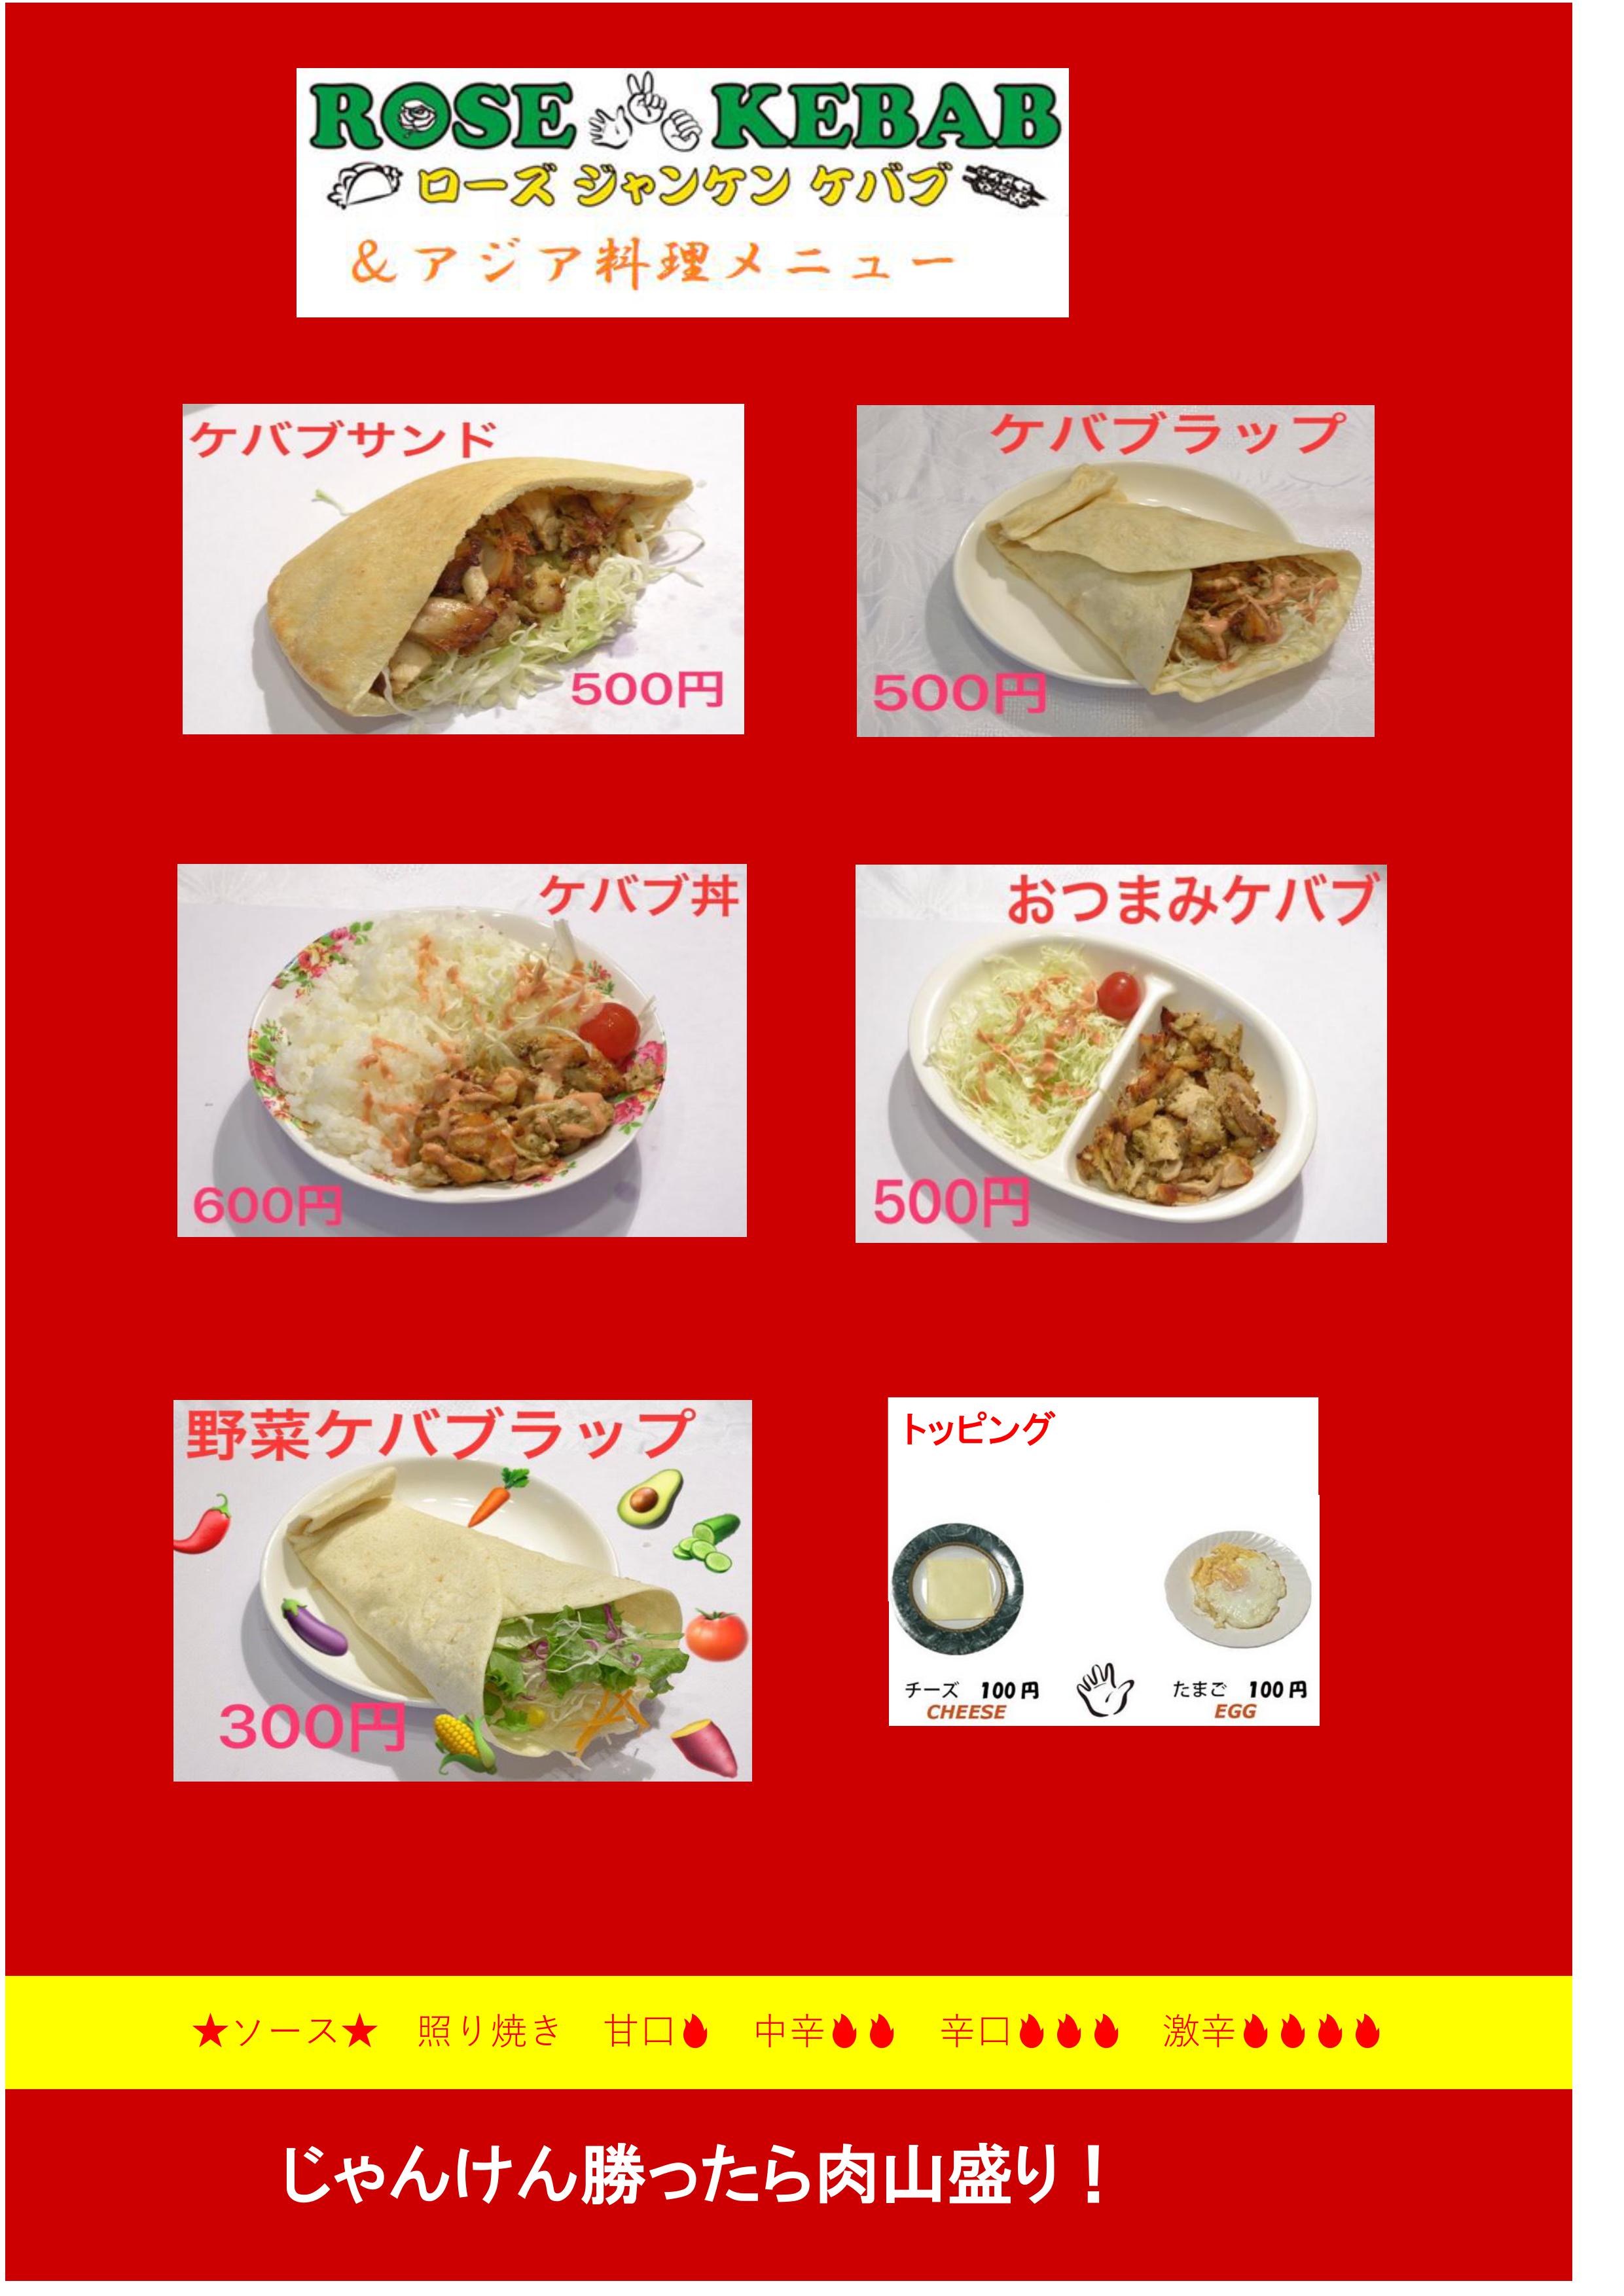 ROSE KEBAB
ローズ ジャンケン ケバブ
&アジア料理メニュー
ケバブサンド
500円
ケバブラップ
500円
ケバブ丼
600円
おつまみケバブ
500円
野菜ケバブラップ
300円
トッピング
チーズ 100円
CHEESE
たまご 100円
EGG
★ソース★ 照り焼き 甘口🔥 中辛🔥🔥 辛口🔥🔥🔥 激辛🔥🔥🔥🔥
じゃんけん勝ったら肉山盛り！